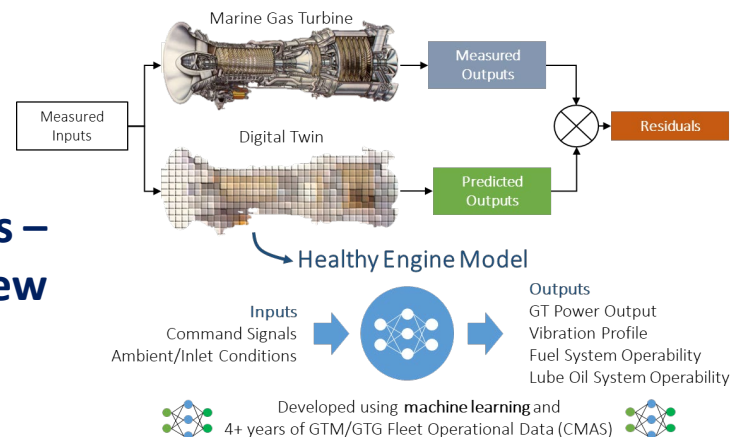 Marine Gas Turbine
Measured
Outputs
Measured
Inputs
Residuals
Digital Twin
Predicted
Outputs
s –
ew
Healthy Engine Model
Inputs
Command Signals
Ambient/Inlet Conditions
Outputs
GT Power Output
Vibration Profile
Fuel System Operability
Lube Oil System Operability
Developed using machine learning and
4+ years of GTM/GTG Fleet Operational Data (CMAS)